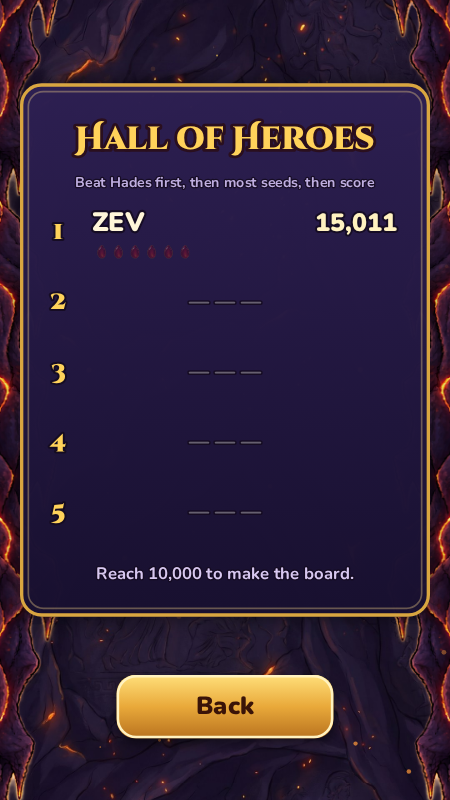 Hall of Heroes
Beat Hades first, then most seeds, then score
1 ZEV 15,011
2 ———
3 ———
4 ———
5 ———
Reach 10,000 to make the board.
Back